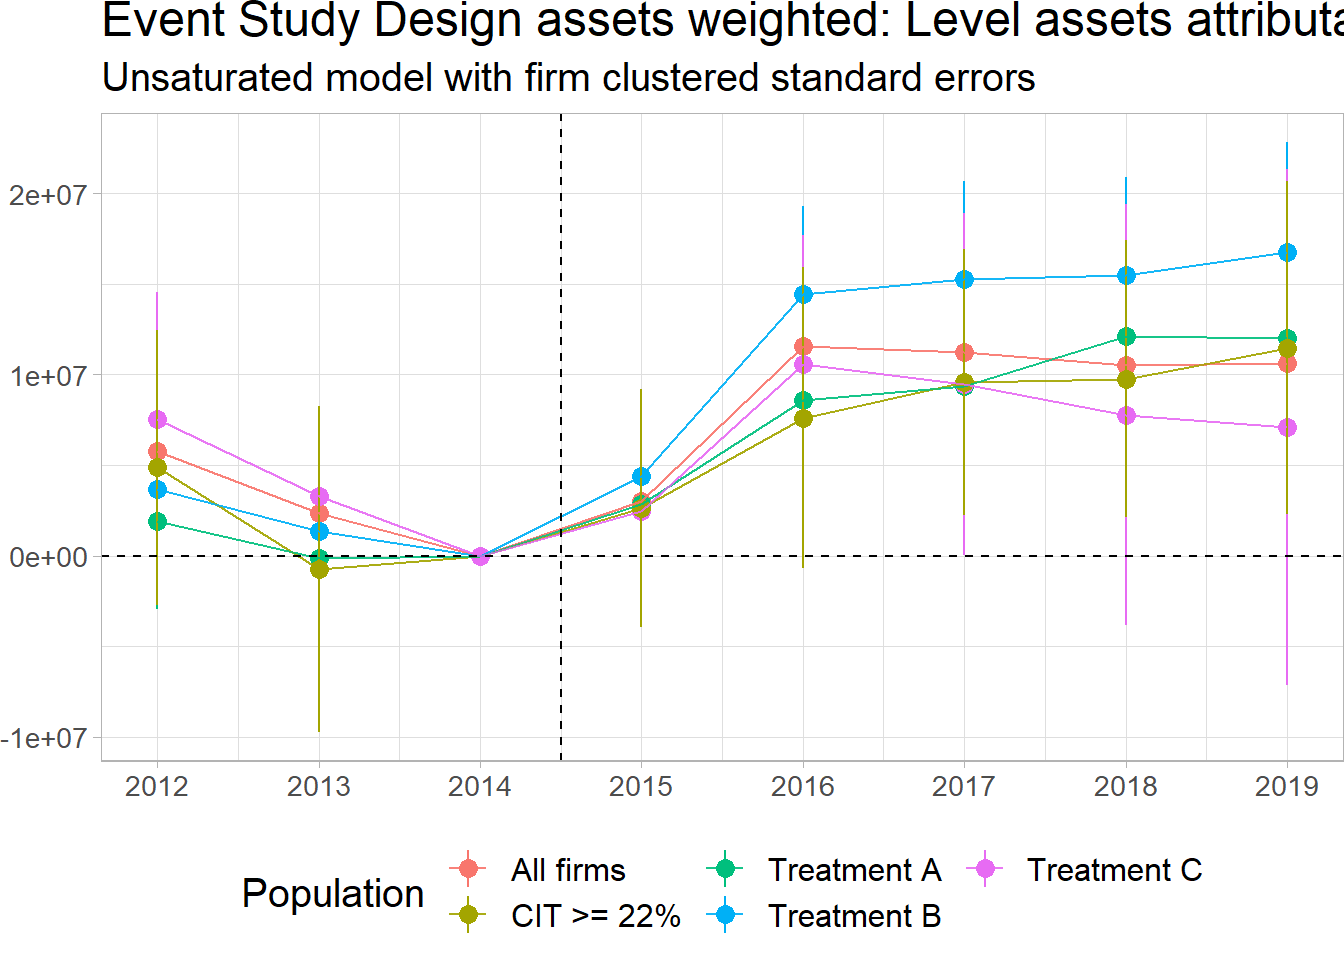 Event Study Design assets weighted: Level assets
Unsaturated model with firm clustered standard errors
2e+07
1e+07
0e+00
-1e+07
2012 2013 2014 2015 2016 2017 2018 2019
Population
All firms
CIT >= 22%
Treatment A
Treatment B
Treatment C